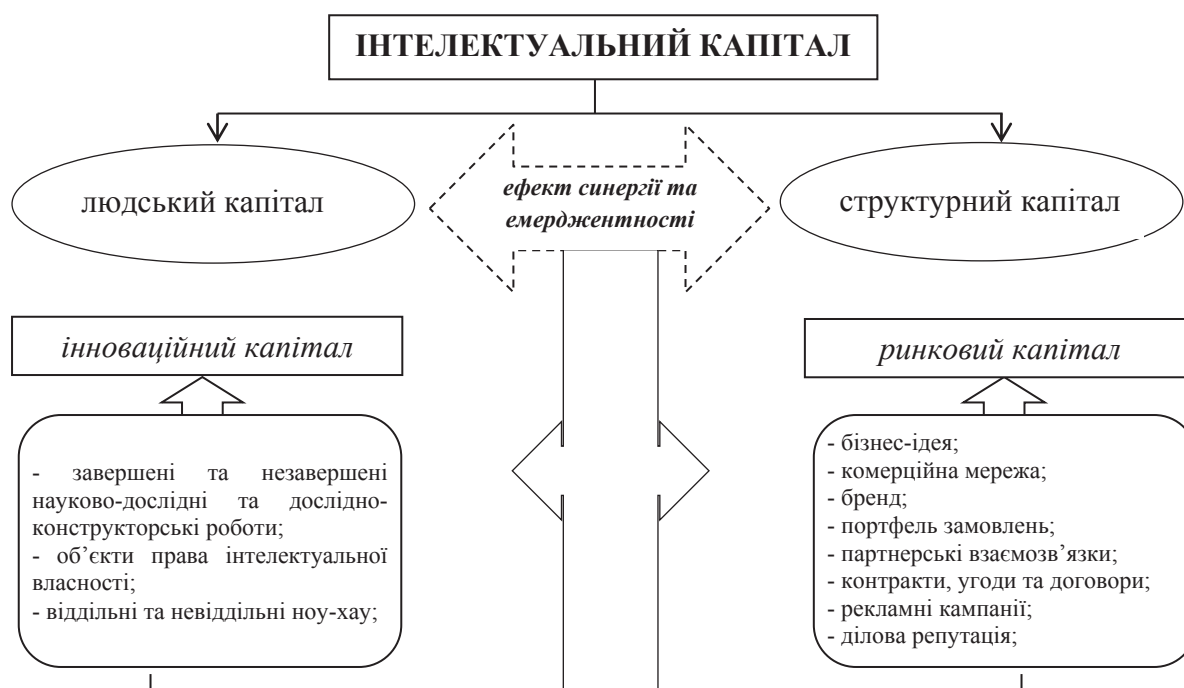 ІНТЕЛЕКТУАЛЬНИЙ КАПІТАЛ
людський капітал
ефект синергії та
емерджентності
структурний капітал
інноваційний капітал
ринковий капітал
- завершені та незавершені
науково-дослідні та дослідно-
конструкторські роботи;
- об’єкти права інтелектуальної
власності;
- віддільні та невіддільні ноу-хау;
- бізнес-ідея;
- комерційна мережа;
- бренд;
- портфель замовлень;
- партнерські взаємозв’язки;
- контракти, угоди та договори;
- рекламні кампанії;
- ділова репутація;